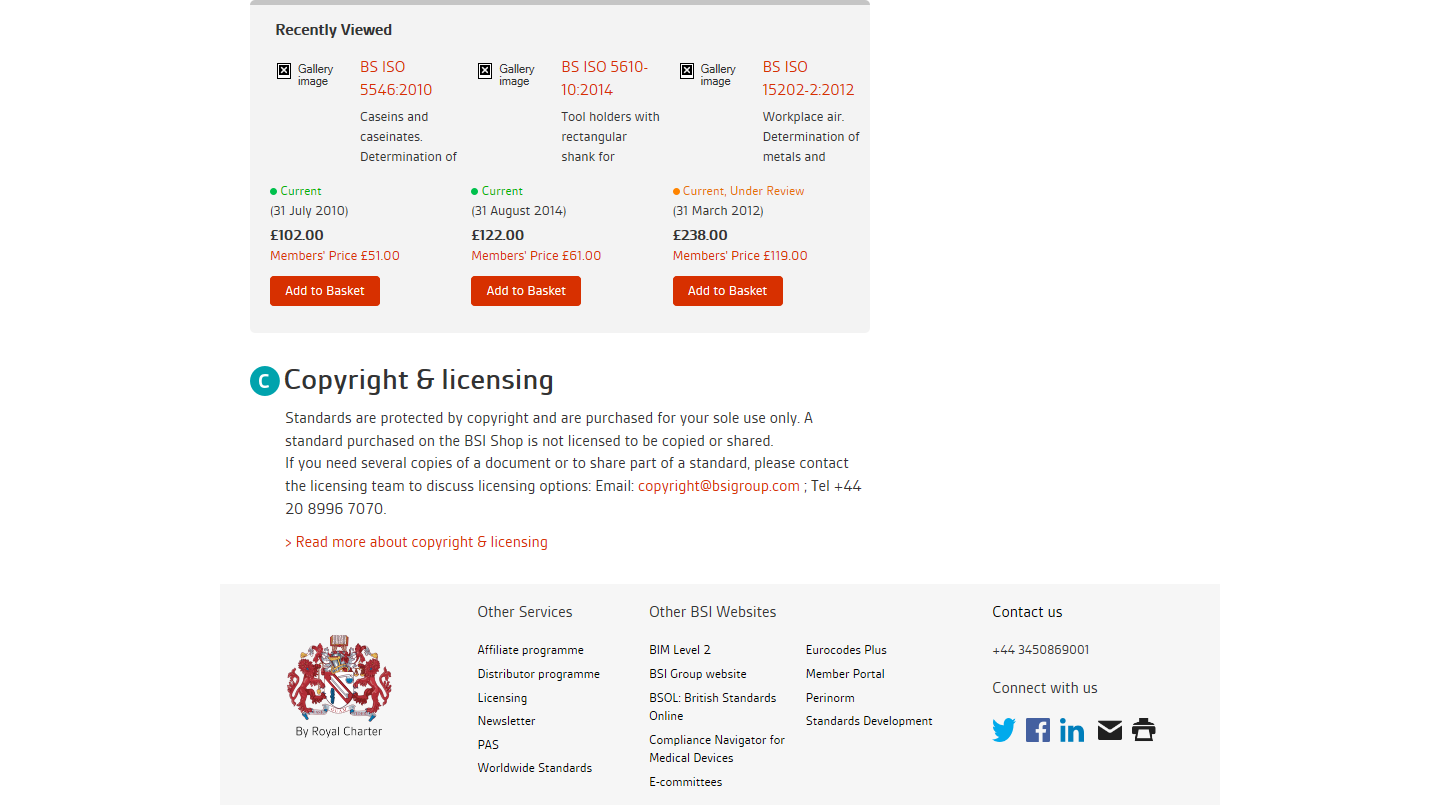 Recently Viewed
Gallery image
BS ISO
5546:2010
Caseins and
caseinates.
Determination of
Current
(31 July 2010)
£102.00
Members' Price £51.00
Add to Basket
Gallery image
BS ISO 5610-
10:2014
Tool holders with
rectangular
shank for
Current
(31 August 2014)
£122.00
Members' Price £61.00
Add to Basket
Gallery image
BS ISO
15202-2:2012
Workplace air.
Determination of
metals and
Current, Under Review
(31 March 2012)
£238.00
Members' Price £119.00
Add to Basket
C Copyright & licensing
Standards are protected by copyright and are purchased for your sole use only. A
standard purchased on the BSI Shop is not licensed to be copied or shared.
If you need several copies of a document or to share part of a standard, please contact
the licensing team to discuss licensing options: Email: copyright@bsigroup.com ; Tel +44
20 8996 7070.
> Read more about copyright & licensing
By Royal Charter
Other Services
Affiliate programme
Distributor programme
Licensing
Newsletter
PAS
Worldwide Standards
Other BSI Websites
BIM Level 2
BSI Group website
BSOL: British Standards
Online
Compliance Navigator for
Medical Devices
E-committees
Eurocodes Plus
Member Portal
Perinorm
Standards Development
Contact us
+44 3450869001
Connect with us